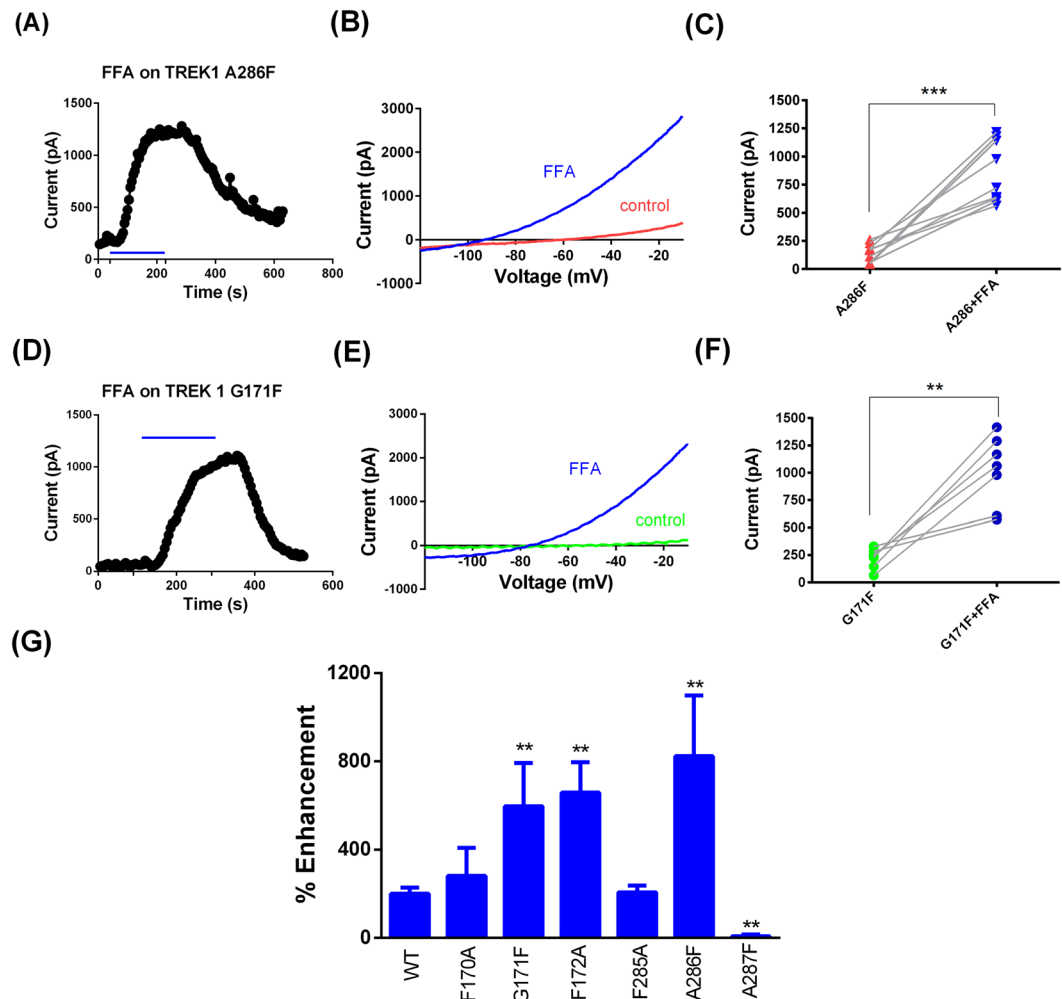 (A)
FFA on TREK1 A286F
1500
1000
500
0
0 200 400 600 800
Current (pA)
Time (s)
(B)
3000
2000
1000
0
-1000
-100 -80 -60 -40 -20
FFA
control
Current (pA)
Voltage (mV)
(C)
***
1500
1250
1000
750
500
250
0
Current (pA)
A286F
A286+FFA
(D)
FFA on TREK 1 G171F
1500
1000
500
0
0 200 400 600 800
Current (pA)
Time (s)
(E)
3000
2000
1000
0
-1000
-100 -80 -60 -40 -20
FFA
control
Current (pA)
Voltage (mV)
(F)
**
1500
1250
1000
750
500
250
0
Current (pA)
G171F
G171F+FFA
(G)
1200
800
400
0
% Enhancement
** ** ** **
WT
F170A
G171F
F172A
F285A
A286F
A287F